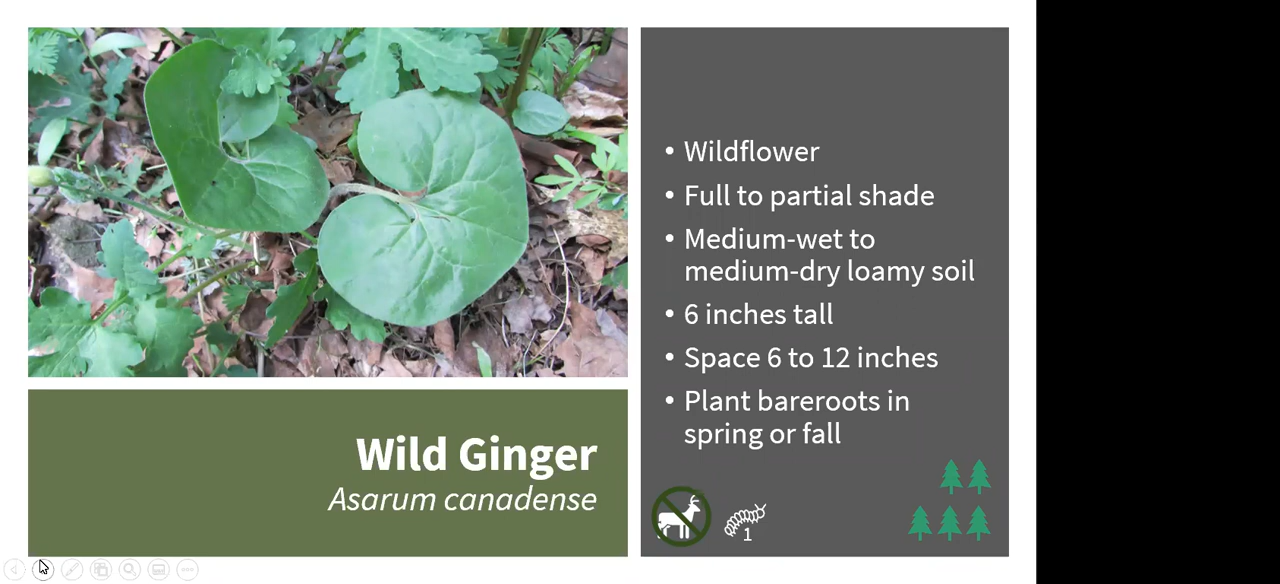 • Wildflower
• Full to partial shade
• Medium-wet to
medium-dry loamy soil
• 6 inches tall
• Space 6 to 12 inches
• Plant bareroots in
spring or fall
Wild Ginger
Asarum canadense
1